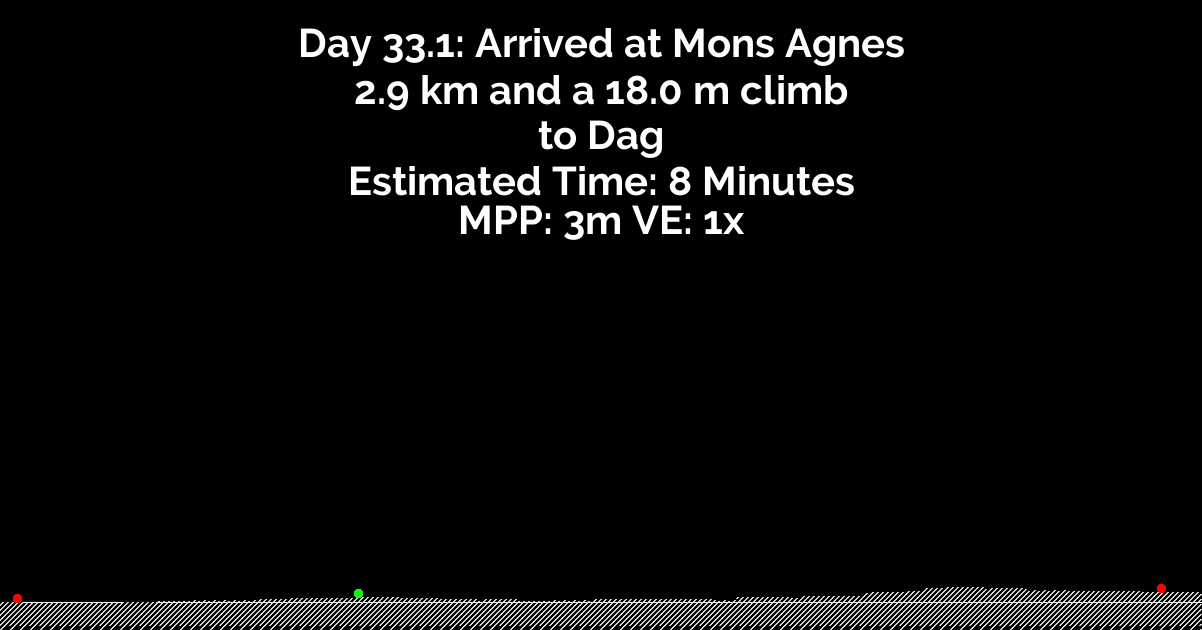 Day 33.1: Arrived at Mons Agnes
2.9 km and a 18.0 m climb
to Dag
Estimated Time: 8 Minutes
MPP: 3m VE: 1x